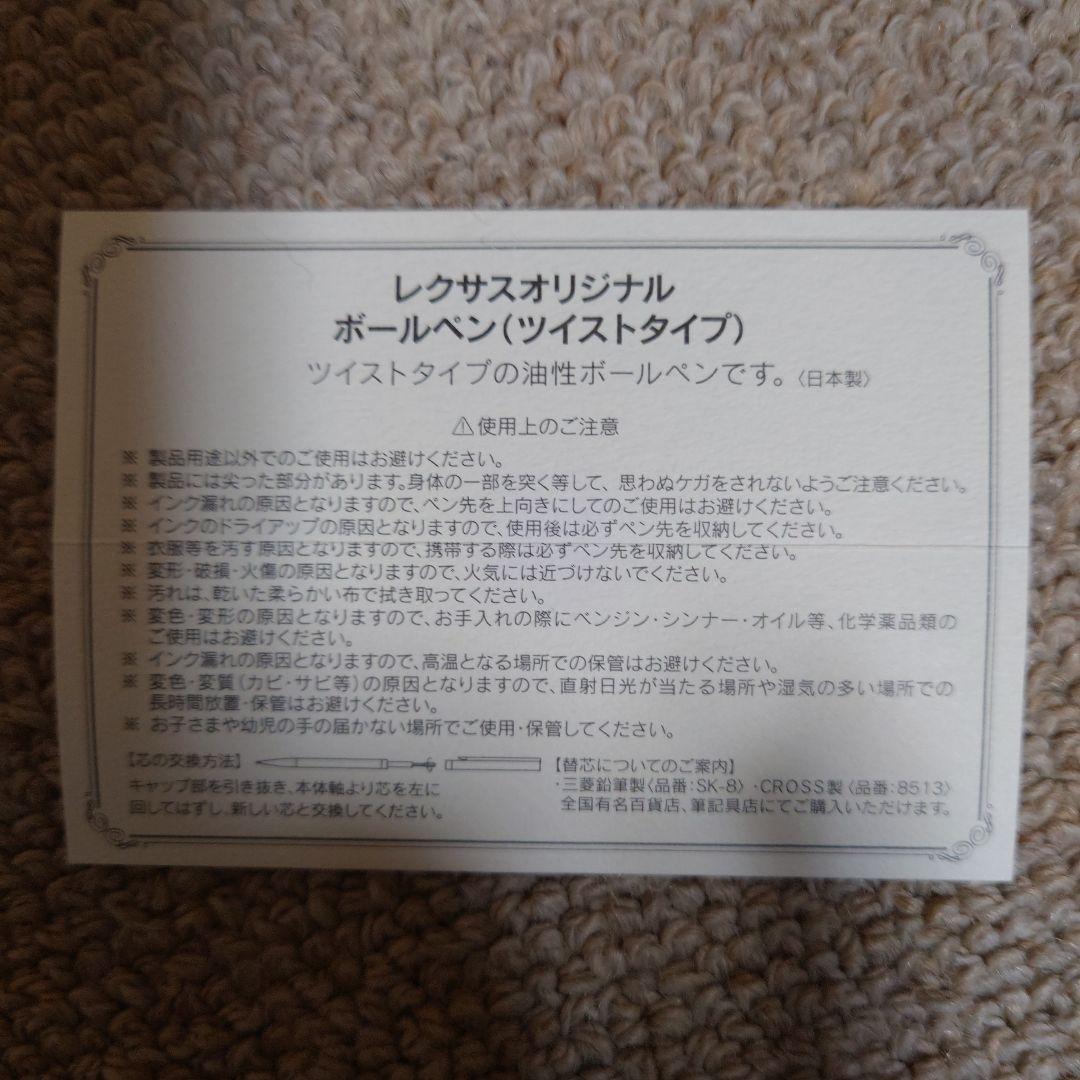 レクサスオリジナル
ボールペン(ツイストタイプ)
ツイストタイプの油性ボールペンです。〈日本製〉
⚠使用上のご注意
※ 製品用途以外でのご使用はお避けください。
※ 製品には尖った部分があります。身体の一部を突く等して、思わぬケガをされないようご注意ください。
※ インク漏れの原因となりますので、ペン先を上向きにしてのご使用はお避けください。
※ インクのドライアップの原因となりますので、使用後は必ずペン先を収納してください。
※ 衣服等を汚す原因となりますので、携帯する際は必ずペン先を収納してください。
※ 変形・破損・火傷の原因となりますので、火気には近づけないでください。
※ 汚れは、乾いた柔らかい布で拭き取ってください。
※ 変色・変形の原因となりますので、お手入れの際にベンジン・シンナー・オイル等、化学薬品類の
ご使用はお避けください。
※ インク漏れの原因となりますので、高温となる場所での保管はお避けください。
※ 変色・変質(カビ・サビ等)の原因となりますので、直射日光が当たる場所や湿気の多い場所での
長時間放置・保管はお避けください。
※ お子さまや幼児の手の届かない場所でご使用・保管してください。
【芯の交換方法】
キャップ部を引き抜き、本体軸より芯を左に
回してはずし、新しい芯と交換してください。
【替芯についてのご案内】
・三菱鉛筆製〈品番:SK-8〉・CROSS製〈品番:8513〉
全国有名百貨店、筆記具店にてご購入いただけます。